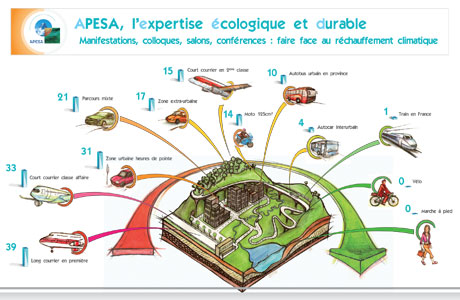 APESA, l'expertise écologique et durable
Manifestations, colloques, salons, conférences : faire face au réchauffement climatique
APESA
15 Court courrier en 2ème classe
10 Autobus urbain en province
21 Parcours mixte
17 Zone extra-urbaine
14 Moto
4 Autocar interurbain
1 Train en France
33 Court courrier classe affaire
31 Zone urbaine heures de pointe
0 Vélo
0 Marche à pied
39 Long courrier en première